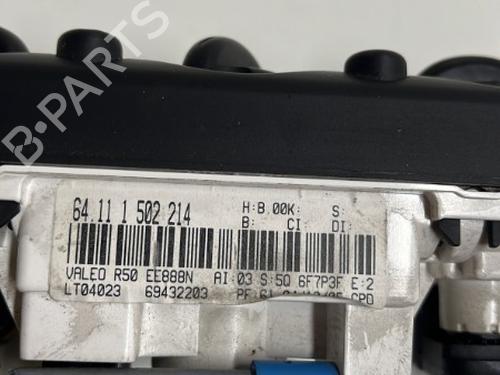 B-PARTS
64.11 1 502 214
H:B.00K: S:
B: CI: DI:
VALEO R50 EE888N AI:03 S:5Q 6F7P3F E:2
LT04023 69432203 CPD